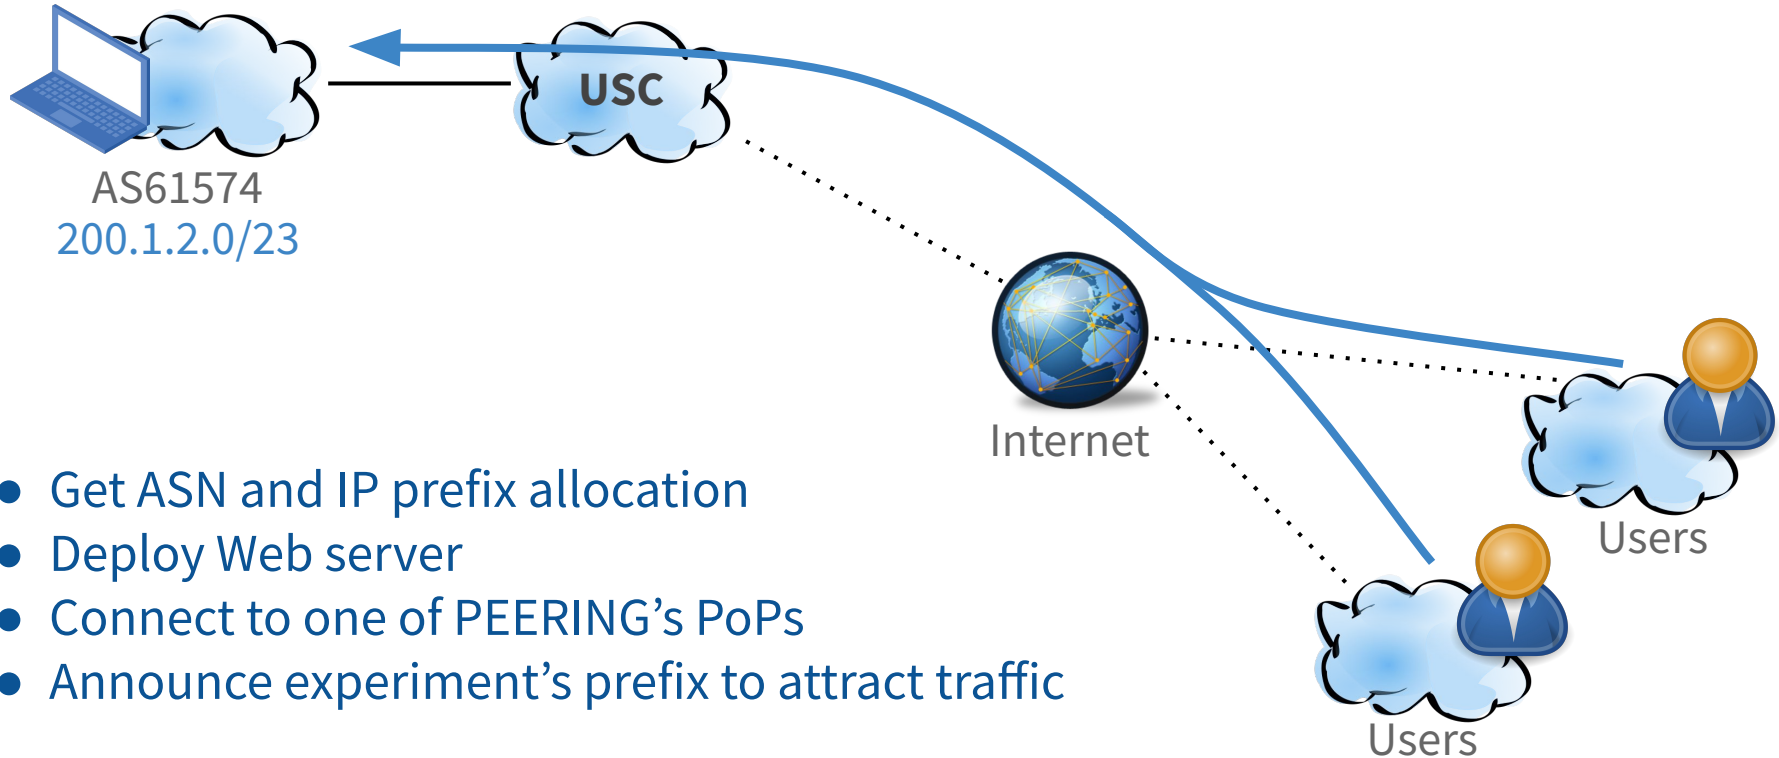 USC
AS61574
200.1.2.0/23
Internet
Users
Users
● Get ASN and IP prefix allocation
● Deploy Web server
● Connect to one of PEERING’s PoPs
● Announce experiment’s prefix to attract traffic